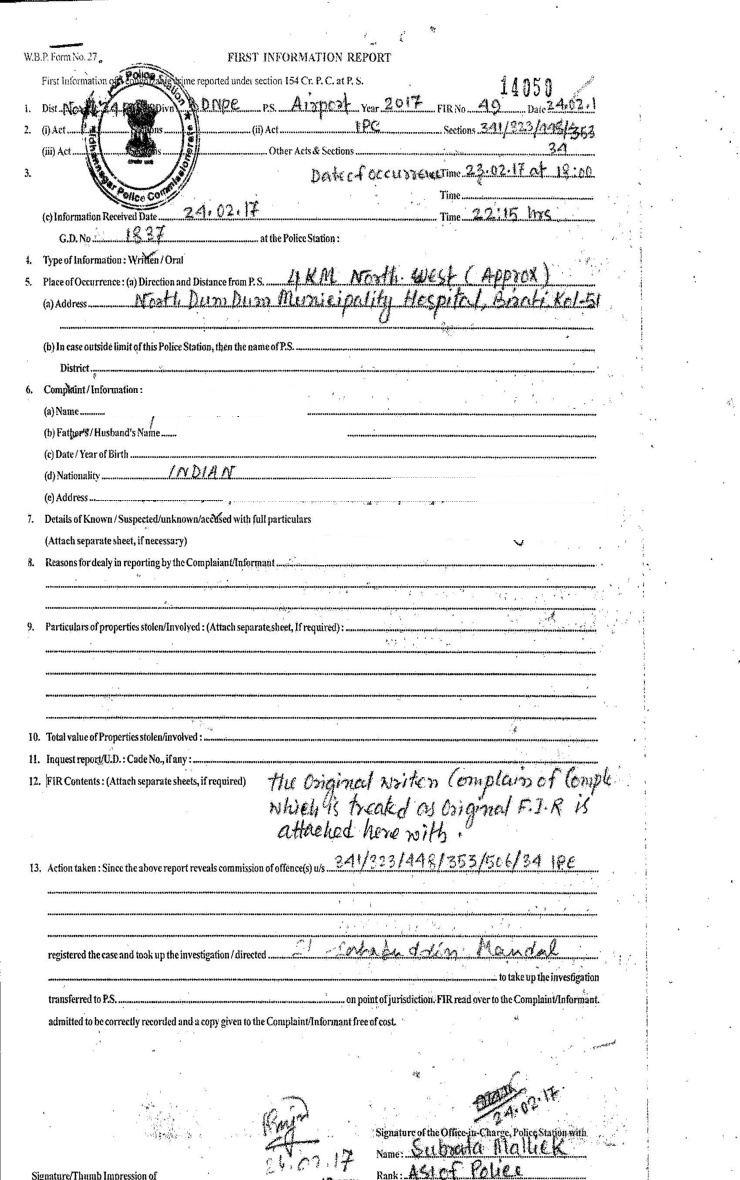 W.B.P. Form No. 27
FIRST INFORMATION REPORT
First Information of cognizable crime reported under section 154 Cr. P. C. at P. S.
14050
1. Dist. North 24 Divn. DNPE P.S. Airport Year 2017 FIR No 49 Date 24.02.1
2. (i) Act Sections (ii) Act IPC Sections 341/323/448/353
34
(iii) Act Other Acts & Sections
Police Station
Bidhannagar Police Commissionerate
3. Date of occurrence Time 23.02.17 at 18:00
Time
(c) Information Received Date 24.02.17 Time 22:15 hrs
G.D. No. 1837 at the Police Station :
4. Type of Information : Written / Oral
5. Place of Occurrence : (a) Direction and Distance from P. S. 4 KM North West (Approx)
(a) Address North Dum Dum Municipality Hospital, Birati Kol-51
(b) In case outside limit of this Police Station, then the name of P.S.
District
6. Complaint / Information :
(a) Name
(b) Father's / Husband's Name
(c) Date / Year of Birth
(d) Nationality INDIAN
(e) Address
7. Details of Known / Suspected/unknown/accused with full particulars
(Attach separate sheet, if necessary)
8. Reasons for dealy in reporting by the Complaiant/Informant
9. Particulars of properties stolen/Involved : (Attach separate sheet, If required) :
10. Total value of Properties stolen/involved :
11. Inquest report/U.D. : Cade No., if any :
12. FiR Contents : (Attach separate sheets, if required) The Original writen Complain of Comple
which is treated as Original F.I.R is
attached here with.
13. Action taken : Since the above report reveals commission of offence(s) u/s 341/323/448/353/506/34 IPC
registered the case and took up the investigation / directed SI Sorhabuddin Mandal
to take up the investigation
transferred to P.S. on point of jurisdiction. FIR read over to the Complaint/Informant.
admitted to be correctly recorded and a copy given to the Complaint/Informant free of cost.
24.02.17
24.02.17
Signature of the Office-in-Charge, Police Station with
Name : Subrata Mallick
Signature/Thumb Impression of
Rank : ASI of Police